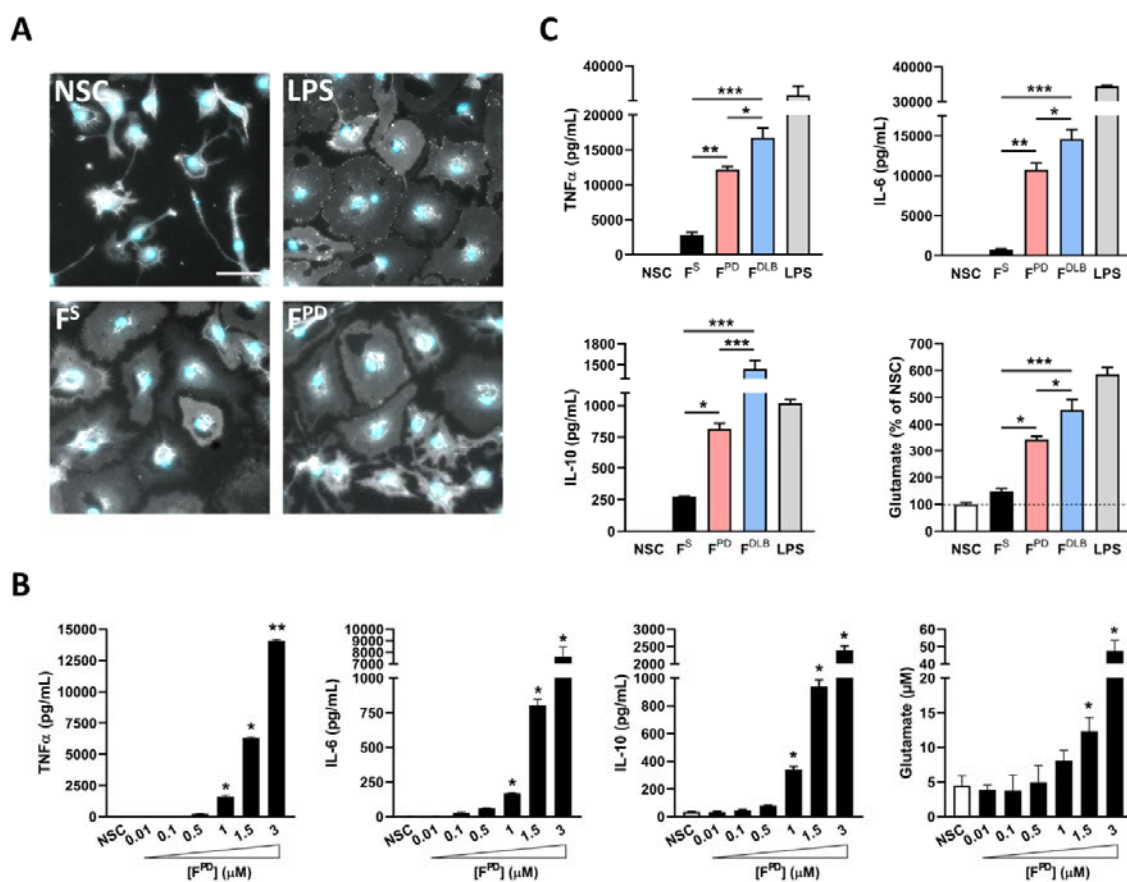 A
NSC
LPS
F^S
F^PD
C
TNFα (pg/mL)
40000
20000
20000
15000
10000
5000
0
**
***
*
NSC F^S F^PD F^DLB LPS
IL-6 (pg/mL)
40000
30000
15000
10000
5000
0
**
***
*
NSC F^S F^PD F^DLB LPS
IL-10 (pg/mL)
1800
1500
1000
750
500
250
0
*
***
***
NSC F^S F^PD F^DLB LPS
Glutamate (% of NSC)
700
600
500
400
300
200
100
0
*
***
*
NSC F^S F^PD F^DLB LPS
B
TNFα (pg/mL)
15000
12500
10000
7500
5000
2500
0
* * **
NSC 0.01 0.1 0.5 1 1.5 3
[F^PD] (μM)
IL-6 (pg/mL)
10000
9000
8000
7000
750
500
250
0
* * *
NSC 0.01 0.1 0.5 1 1.5 3
[F^PD] (μM)
IL-10 (pg/mL)
3000
2500
2000
1000
800
600
400
200
0
* * *
NSC 0.01 0.1 0.5 1 1.5 3
[F^PD] (μM)
Glutamate (μM)
60
50
40
20
15
10
5
0
* *
NSC 0.01 0.1 0.5 1 1.5 3
[F^PD] (μM)